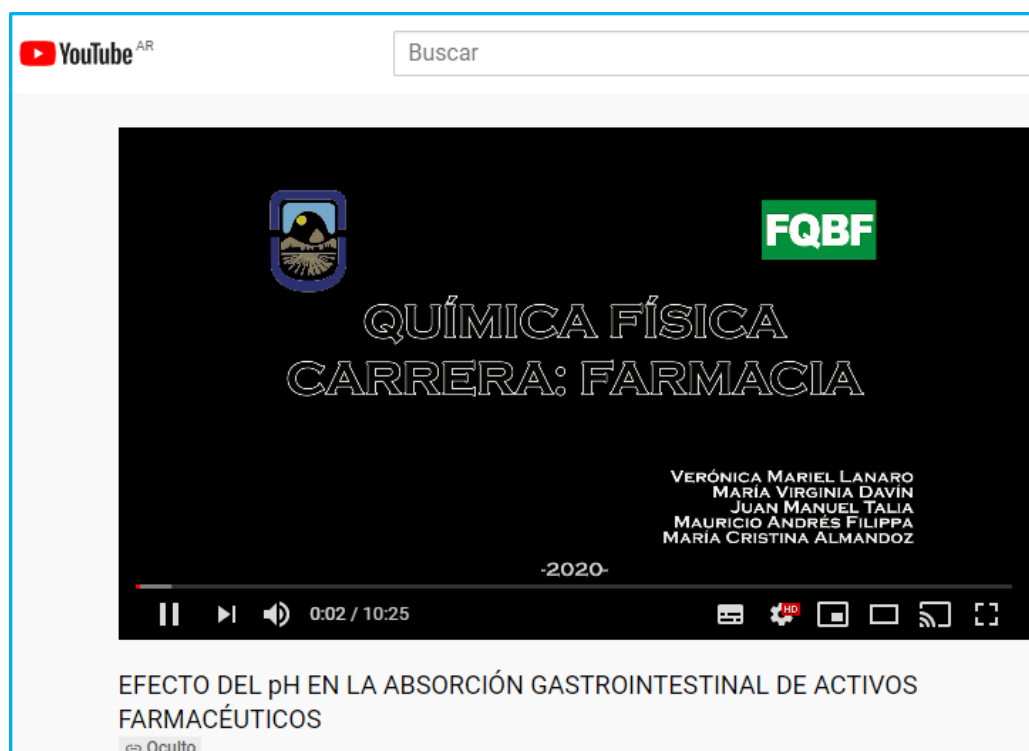 YouTube AR
Buscar
FQBF
QUÍMICA FÍSICA
CARRERA: FARMACIA
VERÓNICA MARIEL LANARO
MARÍA VIRGINIA DAVÍN
JUAN MANUEL TALIA
MAURICIO ANDRÉS FILIPPA
MARÍA CRISTINA ALMANDOZ
-2020-
0:02 / 10:25
HD
EFECTO DEL pH EN LA ABSORCIÓN GASTROINTESTINAL DE ACTIVOS
FARMACÉUTICOS
Oculto